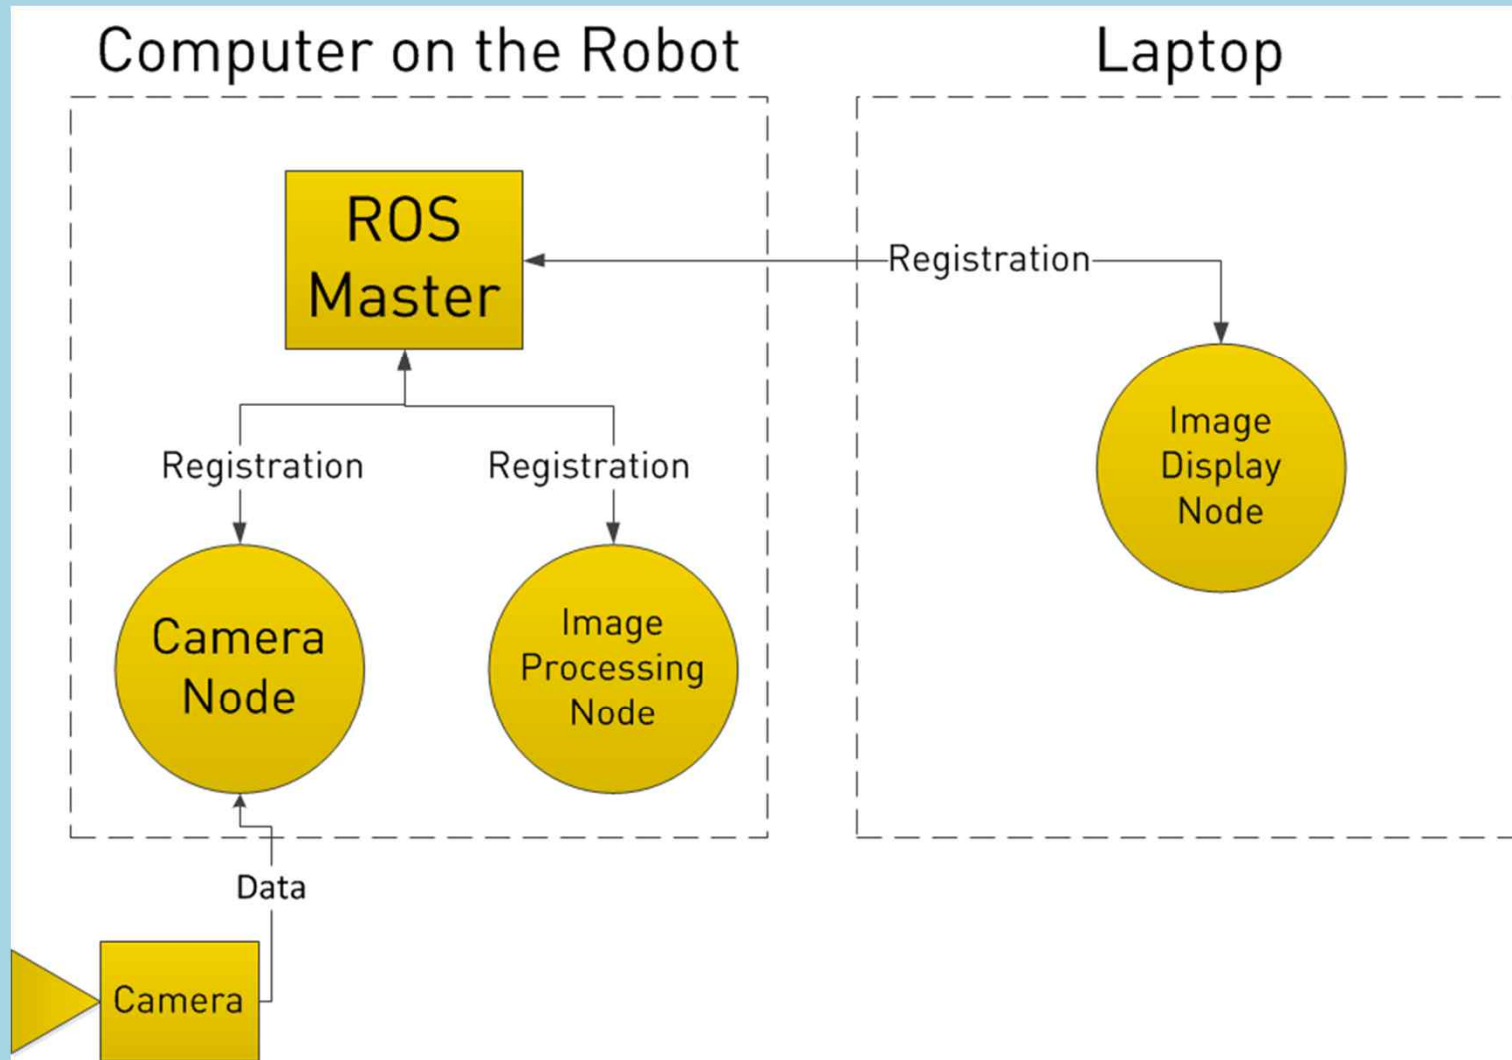 Computer on the Robot
Laptop
ROS
Master
Registration
Image
Display
Node
Registration
Registration
Camera
Node
Image
Processing
Node
Data
Camera